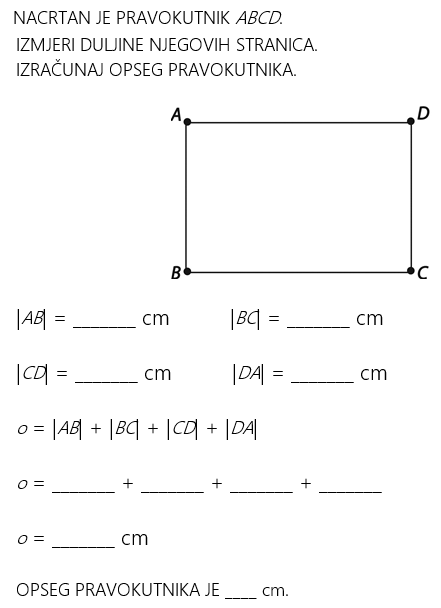 NACRTAN JE PRAVOKUTNIK ABCD.
IZMJERI DULJINE NJEGOVIH STRANICA.
IZRAČUNAJ OPSEG PRAVOKUTNIKA.
A D
B C
|AB| = _______ cm |BC| = _______ cm
|CD| = _______ cm |DA| = _______ cm
o = |AB| + |BC| + |CD| + |DA|
o = _______ + _______ + _______ + _______
o = _______ cm
OPSEG PRAVOKUTNIKA JE ____ cm.